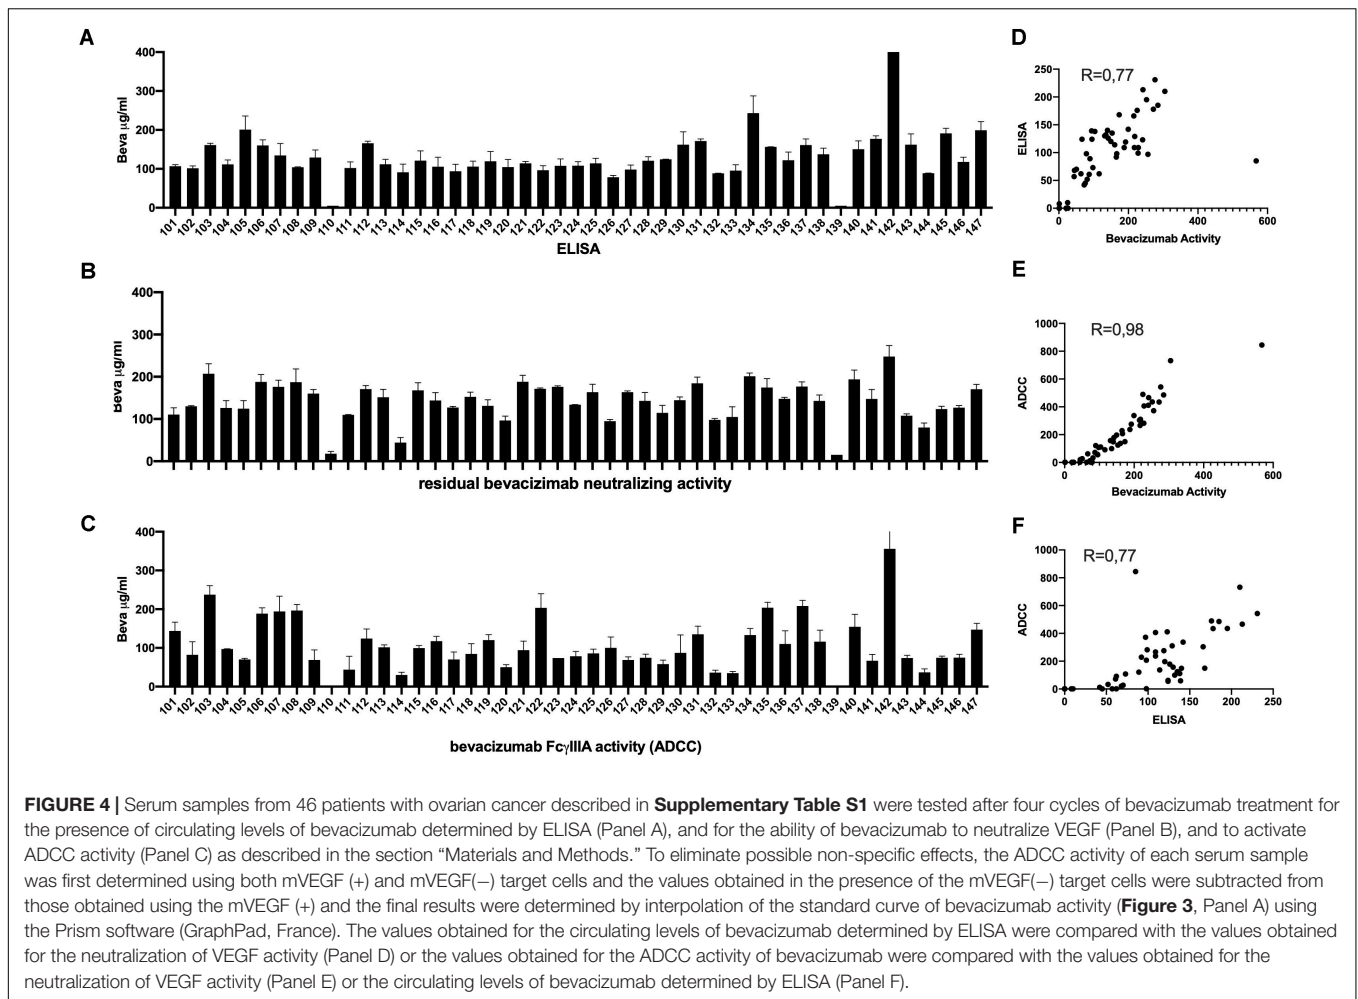 A
Beva µg/ml
400
300
200
100
0
101 102 103 104 105 106 107 108 109 110 111 112 113 114 115 116 117 118 119 120 121 122 123 124 125 126 127 128 129 130 131 132 133 134 135 136 137 138 139 140 141 142 143 144 145 146 147
ELISA
D
R=0,77
ELISA
250
200
150
100
50
0
0 200 400 600
Bevacizumab Activity
B
Beva µg/ml
400
300
200
100
0
residual bevacizimab neutralizing activity
E
R=0,98
ADCC
1000
800
600
400
200
0
0 200 400 600
Bevacizumab Activity
C
Beva µg/ml
400
300
200
100
0
101 102 103 104 105 106 107 108 109 110 111 112 113 114 115 116 117 118 119 120 121 122 123 124 125 126 127 128 129 130 131 132 133 134 135 136 137 138 139 140 141 142 143 144 145 146 147
bevacizumab FcγIIIA activity (ADCC)
F
R=0,77
ADCC
1000
800
600
400
200
0
0 50 100 150 200 250
ELISA
FIGURE 4 | Serum samples from 46 patients with ovarian cancer described in Supplementary Table S1 were tested after four cycles of bevacizumab treatment for
the presence of circulating levels of bevacizumab determined by ELISA (Panel A), and for the ability of bevacizumab to neutralize VEGF (Panel B), and to activate
ADCC activity (Panel C) as described in the section “Materials and Methods.” To eliminate possible non-specific effects, the ADCC activity of each serum sample
was first determined using both mVEGF (+) and mVEGF(−) target cells and the values obtained in the presence of the mVEGF(−) target cells were subtracted from
those obtained using the mVEGF (+) and the final results were determined by interpolation of the standard curve of bevacizumab activity (Figure 3, Panel A) using
the Prism software (GraphPad, France). The values obtained for the circulating levels of bevacizumab determined by ELISA were compared with the values obtained
for the neutralization of VEGF activity (Panel D) or the values obtained for the ADCC activity of bevacizumab were compared with the values obtained for the
neutralization of VEGF activity (Panel E) or the circulating levels of bevacizumab determined by ELISA (Panel F).